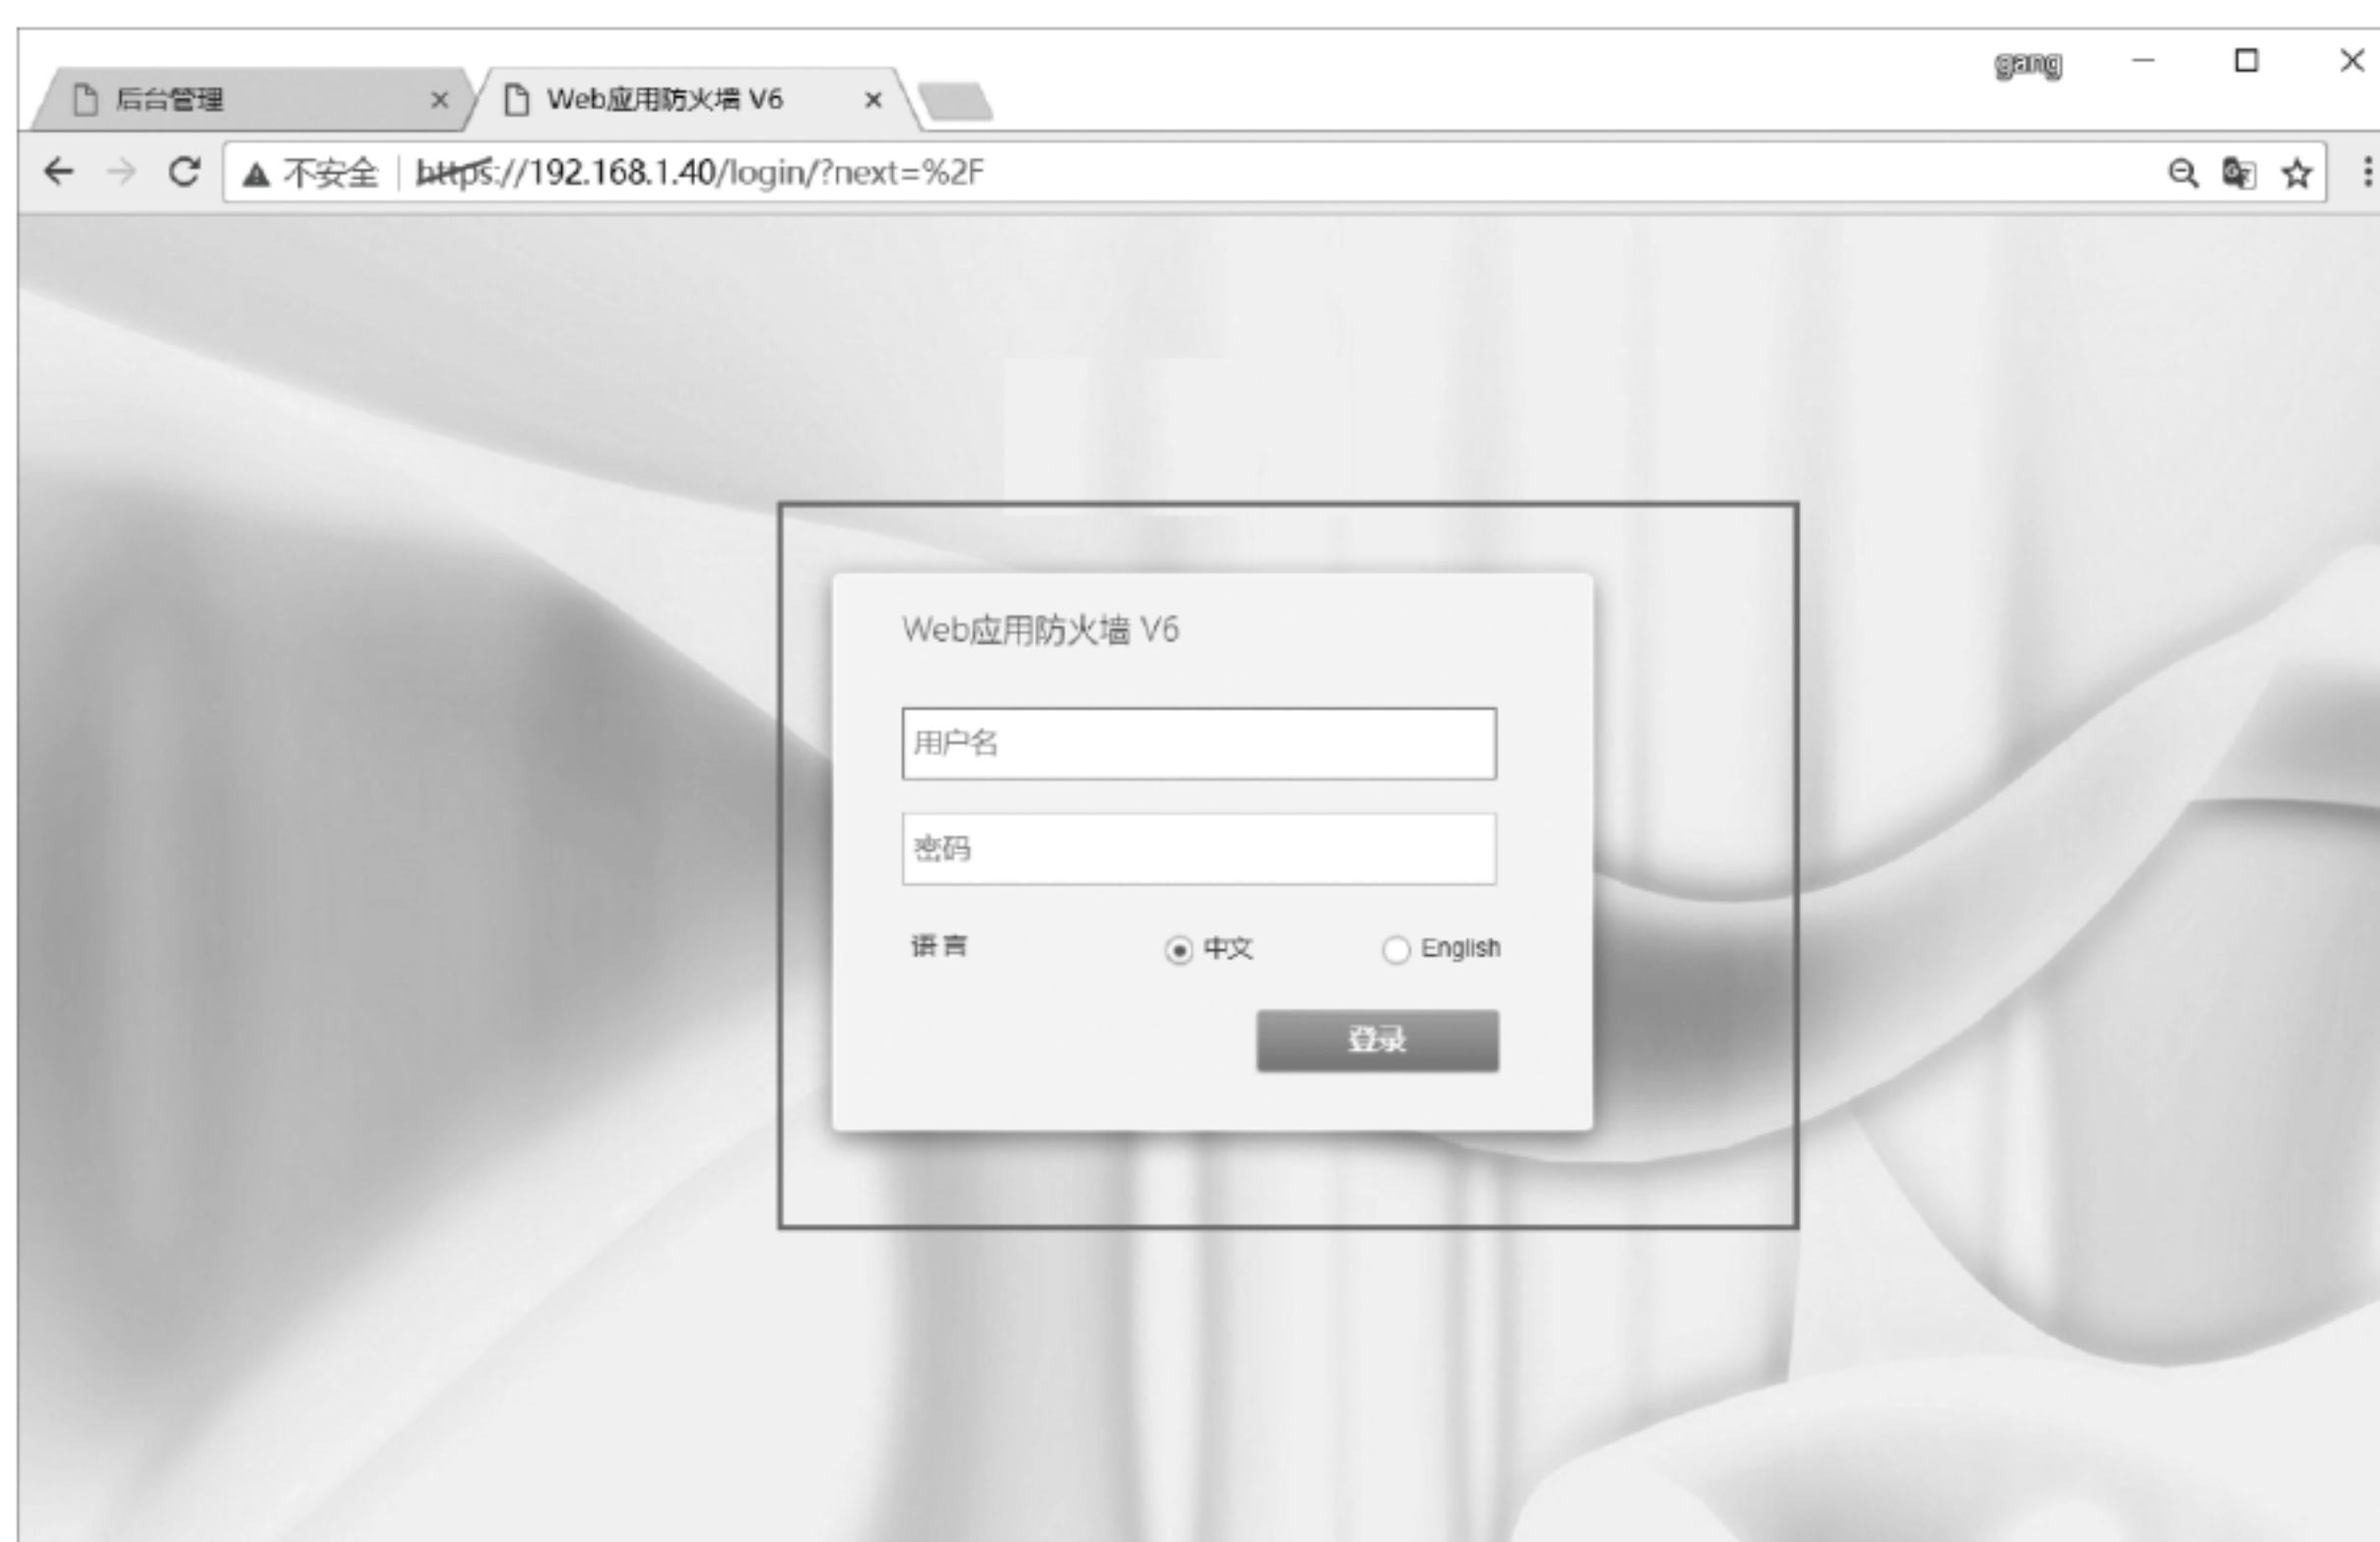 gang
后台管理
Web应用防火墙 V6
不安全 https://192.168.1.40/login/?next=%2F
Web应用防火墙 V6
用户名
密码
语言 中文 English
登录